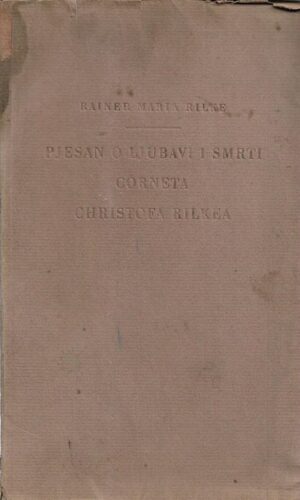 RAINER MARIA RILKE
PJESAN O LJUBAVI I SMRTI
CORNETA
CHRISTOFA RILKEA